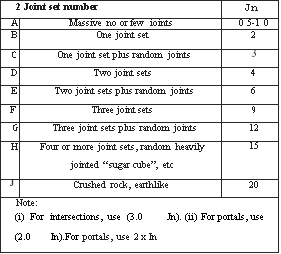 2 Joint set number Jn
A Massive no or few joints 0 5-1 0
B One joint set 2
C One joint set plus random joints 3
D Two joint sets 4
E Two joint sets plus random joints 6
F Three joint sets 9
G Three joint sets plus random joints 12
H Four or more joint sets, random heavily 15
jointed “sugar cube”, etc
J Crushed rock, earthlike 20
Note:
(i) For intersections, use (3.0 Jn). (ii) For portals, use
(2.0 Jn).For portals, use 2 x Jn